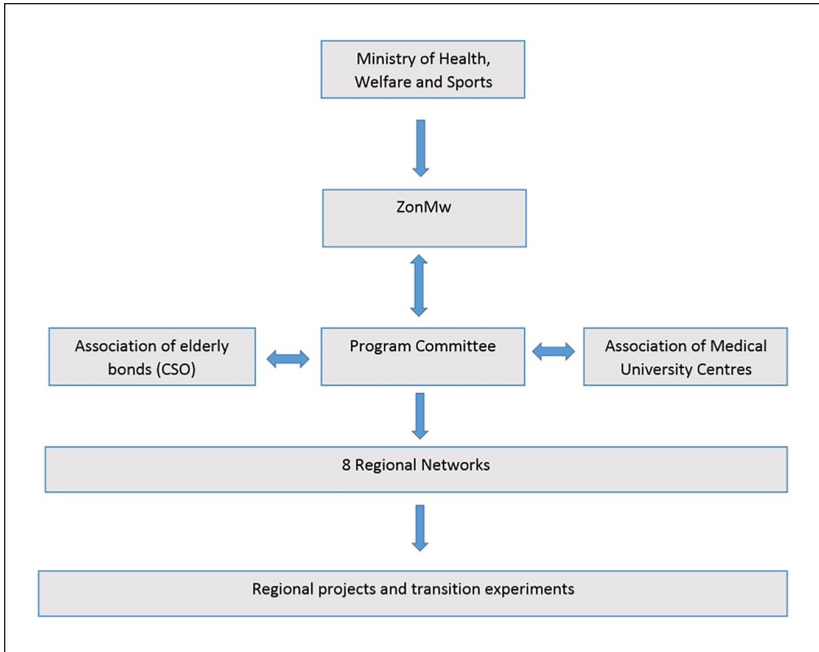 Ministry of Health,
Welfare and Sports
ZonMw
Association of elderly
bonds (CSO)
Program Committee
Association of Medical
University Centres
8 Regional Networks
Regional projects and transition experiments